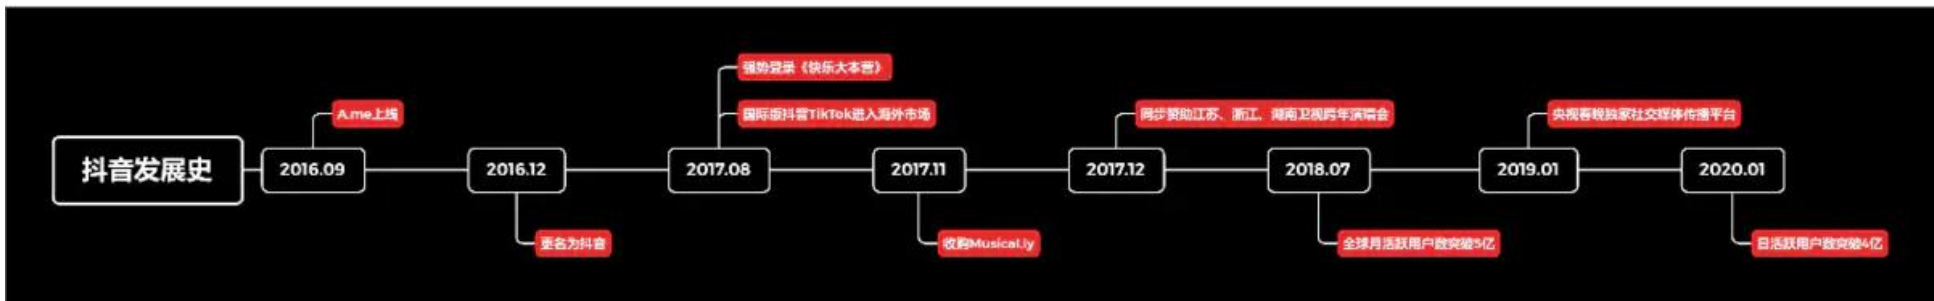 抖音发展史
2016.09
A.me上线
2016.12
更名为抖音
2017.08
强势登录《快乐大本营》
国际版抖音TikTok进入海外市场
2017.11
收购Musical.ly
2017.12
同步赞助江苏、浙江、湖南卫视跨年演唱会
2018.07
全球月活跃用户数突破5亿
2019.01
央视春晚独家社交媒体传播平台
2020.01
日活跃用户数突破4亿